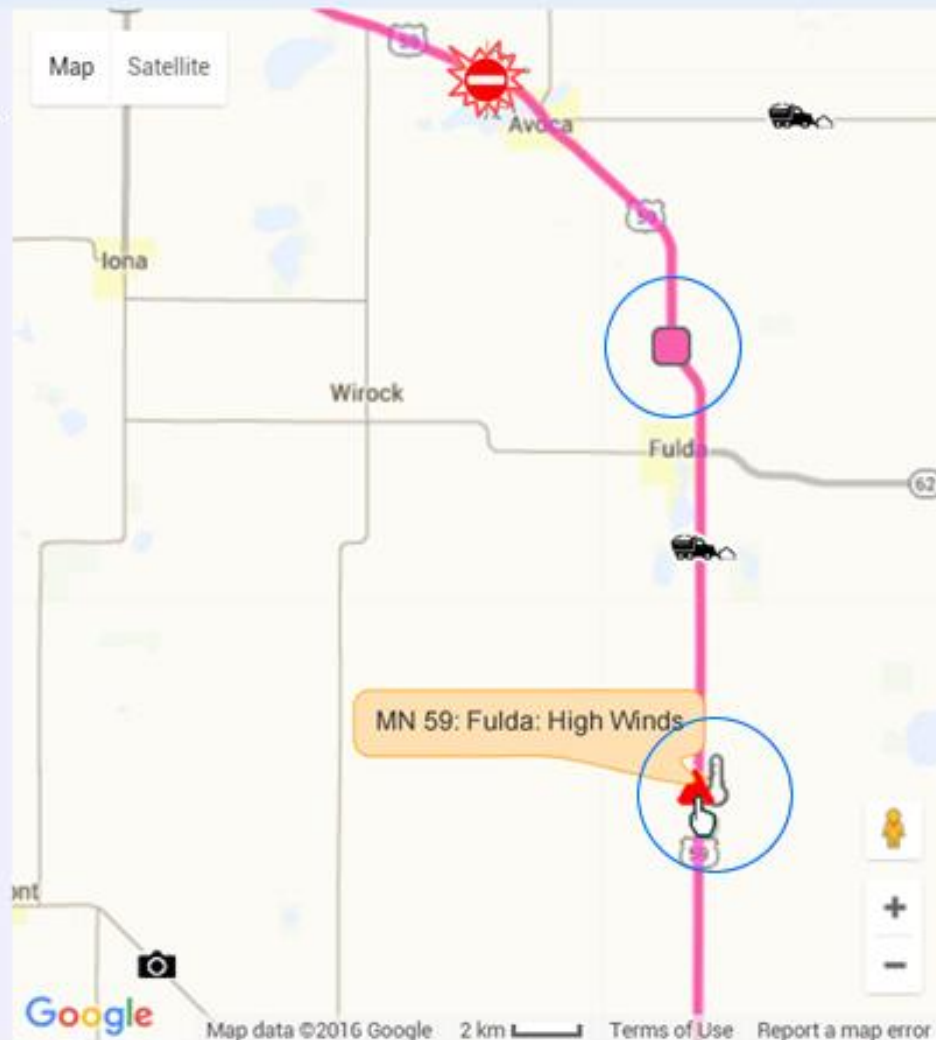 59
Map Satellite
Avoca
59
Iona
Wirock
Fulda
62
MN 59: Fulda: High Winds
59
ont
Google
Map data ©2016 Google 2 km Terms of Use Report a map error